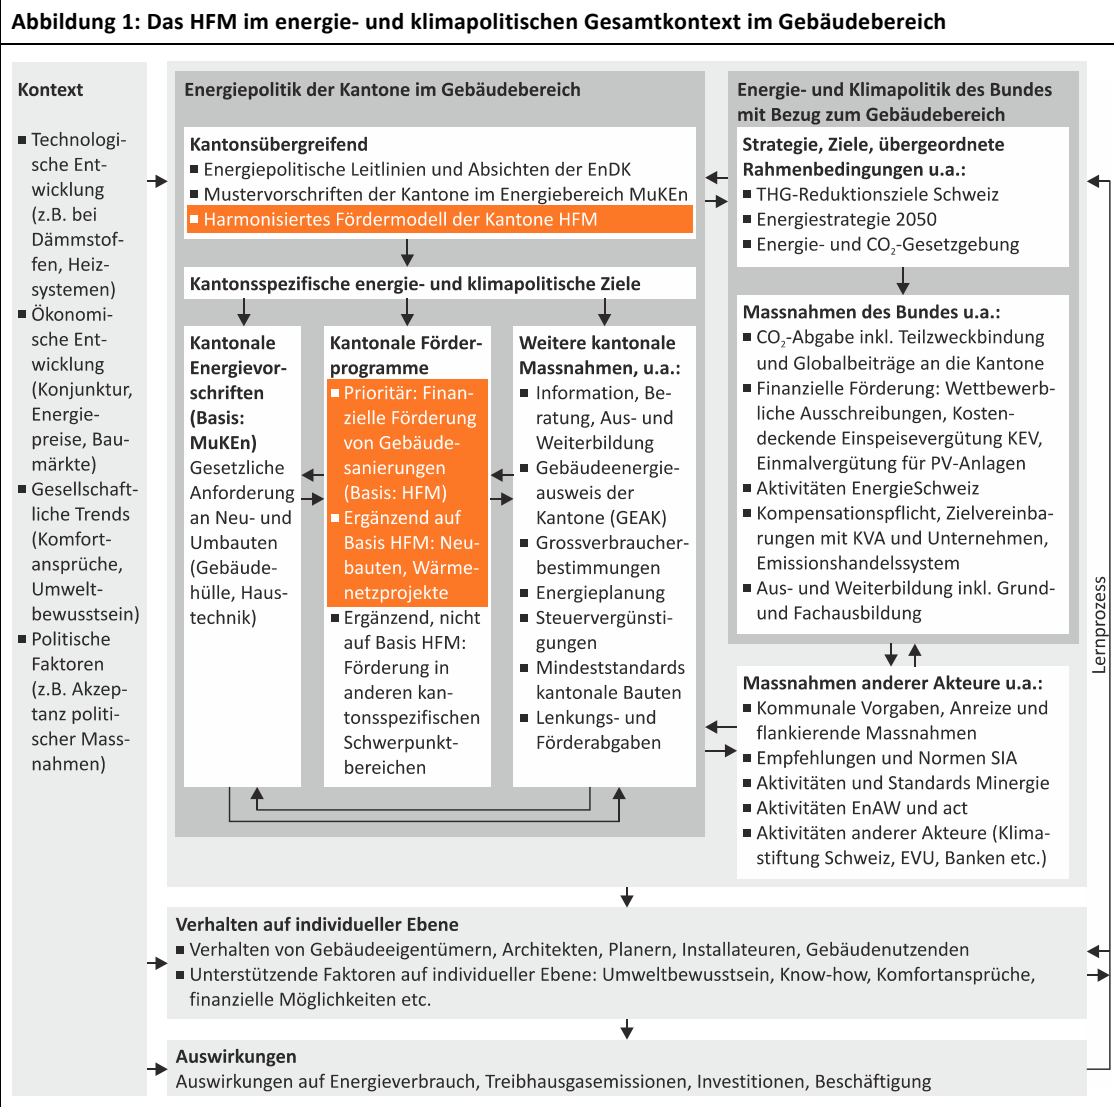 Abbildung 1: Das HFM im energie- und klimapolitischen Gesamtkontext im Gebäudebereich
Kontext
Technologi-
sche Ent-
wicklung
(z.B. bei
Dämmstof-
fen, Heiz-
systemen)
Ökonomi-
sche Ent-
wicklung
(Konjunktur,
Energie-
preise, Bau-
märkte)
Gesellschaft-
liche Trends
(Komfort-
ansprüche,
Umwelt-
bewusstsein)
Politische
Faktoren
(z.B. Akzep-
tanz politi-
scher Mass-
nahmen)
Energiepolitik der Kantone im Gebäudebereich
Kantonsübergreifend
Energiepolitische Leitlinien und Absichten der EnDK
Mustervorschriften der Kantone im Energiebereich MuKEn
Harmonisiertes Fördermodell der Kantone HFM
Kantonsspezifische energie- und klimapolitische Ziele
Kantonale
Energievor-
schriften
(Basis:
MuKEn)
Gesetzliche
Anforderung
an Neu- und
Umbauten
(Gebäude-
hülle, Haus-
technik)
Kantonale Förder-
programme
Prioritär: Finan-
zielle Förderung
von Gebäude-
sanierungen
(Basis: HFM)
Ergänzend auf
Basis HFM: Neu-
bauten, Wärme-
netzprojekte
Ergänzend, nicht
auf Basis HFM:
Förderung in
anderen kan-
tonsspezifischen
Schwerpunkt-
bereichen
Weitere kantonale
Massnahmen, u.a.:
Information, Be-
ratung, Aus- und
Weiterbildung
Gebäudeenergie-
ausweis der
Kantone (GEAK)
Grossverbraucher-
bestimmungen
Energieplanung
Steuervergünsti-
gungen
Mindeststandards
kantonale Bauten
Lenkungs- und
Förderabgaben
Energie- und Klimapolitik des Bundes
mit Bezug zum Gebäudebereich
Strategie, Ziele, übergeordnete
Rahmenbedingungen u.a.:
THG-Reduktionsziele Schweiz
Energiestrategie 2050
Energie- und CO₂-Gesetzgebung
Massnahmen des Bundes u.a.:
CO₂-Abgabe inkl. Teilzweckbindung
und Globalbeiträge an die Kantone
Finanzielle Förderung: Wettbewerb-
liche Ausschreibungen, Kosten-
deckende Einspeisevergütung KEV,
Einmalvergütung für PV-Anlagen
Aktivitäten EnergieSchweiz
Kompensationspflicht, Zielvereinba-
rungen mit KVA und Unternehmen,
Emissionshandelssystem
Aus- und Weiterbildung inkl. Grund-
und Fachausbildung
Massnahmen anderer Akteure u.a.:
Kommunale Vorgaben, Anreize und
flankierende Massnahmen
Empfehlungen und Normen SIA
Aktivitäten und Standards Minergie
Aktivitäten EnAW und act
Aktivitäten anderer Akteure (Klima-
stiftung Schweiz, EVU, Banken etc.)
Lernprozess
Verhalten auf individueller Ebene
Verhalten von Gebäudeeigentümern, Architekten, Planern, Installateuren, Gebäudenutzenden
Unterstützende Faktoren auf individueller Ebene: Umweltbewusstsein, Know-how, Komfortansprüche,
finanzielle Möglichkeiten etc.
Auswirkungen
Auswirkungen auf Energieverbrauch, Treibhausgasemissionen, Investitionen, Beschäftigung